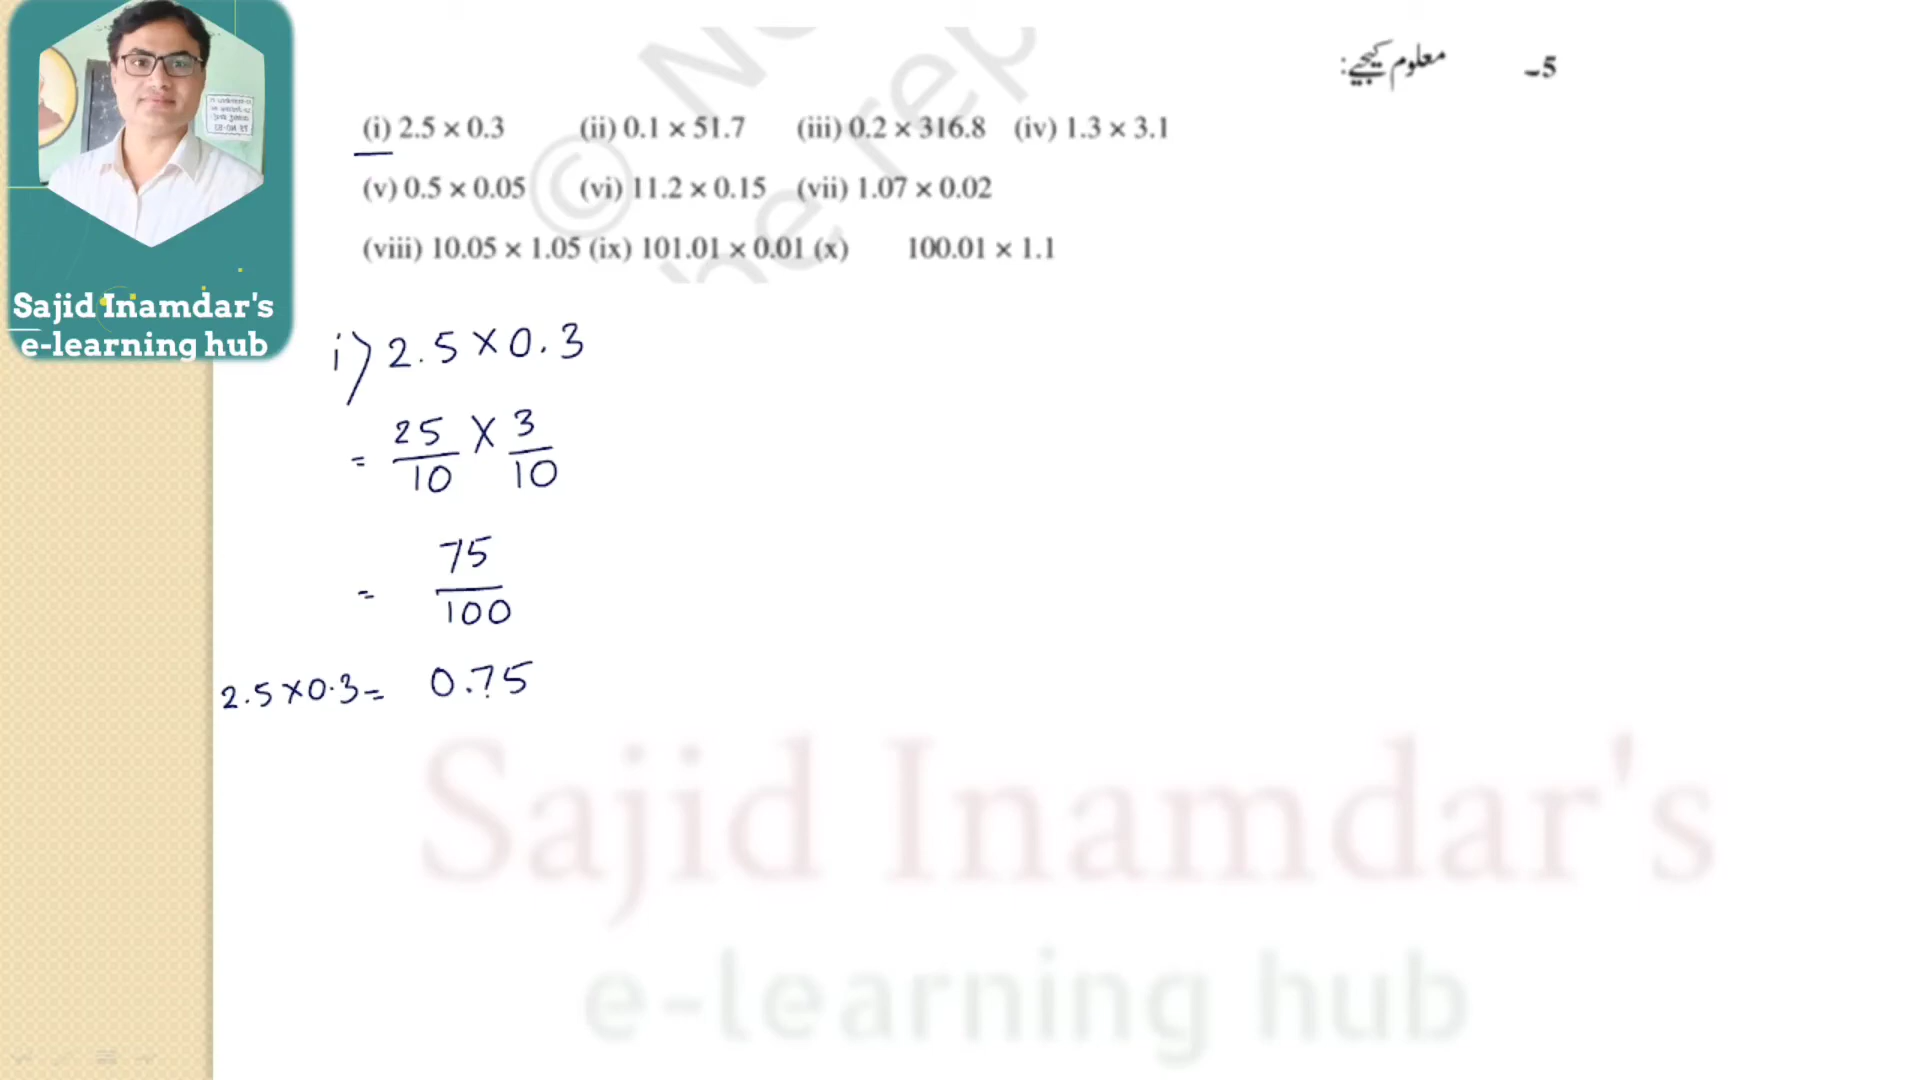 5- معلوم کیجیے:
(i) 2.5 × 0.3 (ii) 0.1 × 51.7 (iii) 0.2 × 316.8 (iv) 1.3 × 3.1
(v) 0.5 × 0.05 (vi) 11.2 × 0.15 (vii) 1.07 × 0.02
(viii) 10.05 × 1.05 (ix) 101.01 × 0.01 (x) 100.01 × 1.1
Sajid Inamdar's
e-learning hub
i) 2.5 × 0.3
= 25/10 × 3/10
= 75/100
2.5 × 0.3 = 0.75
Sajid Inamdar's
e-learning hub